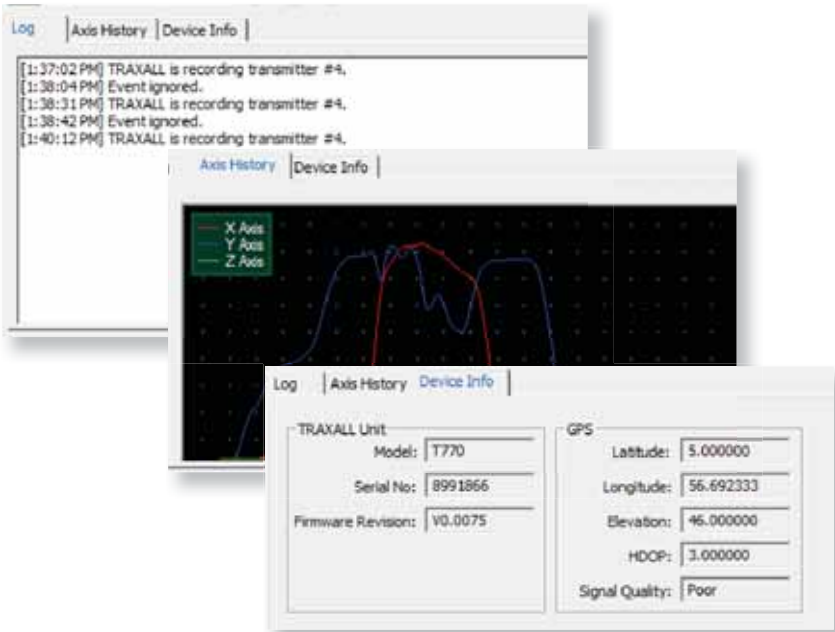 Log Axis History Device Info
[1:37:02 PM] TRAXALL is recording transmitter #4.
[1:38:04 PM] Event ignored.
[1:38:31 PM] TRAXALL is recording transmitter #4.
[1:38:42 PM] Event ignored.
[1:40:12 PM] TRAXALL is recording transmitter #4.
Axis History Device Info
X Axis
Y Axis
Z Axis
Log Axis History Device Info
TRAXALL Unit
Model: T770
Serial No: 8991866
Firmware Revision: V0.0075
GPS
Latitude: 5.000000
Longitude: 56.692333
Elevation: 46.000000
HDOP: 3.000000
Signal Quality: Poor